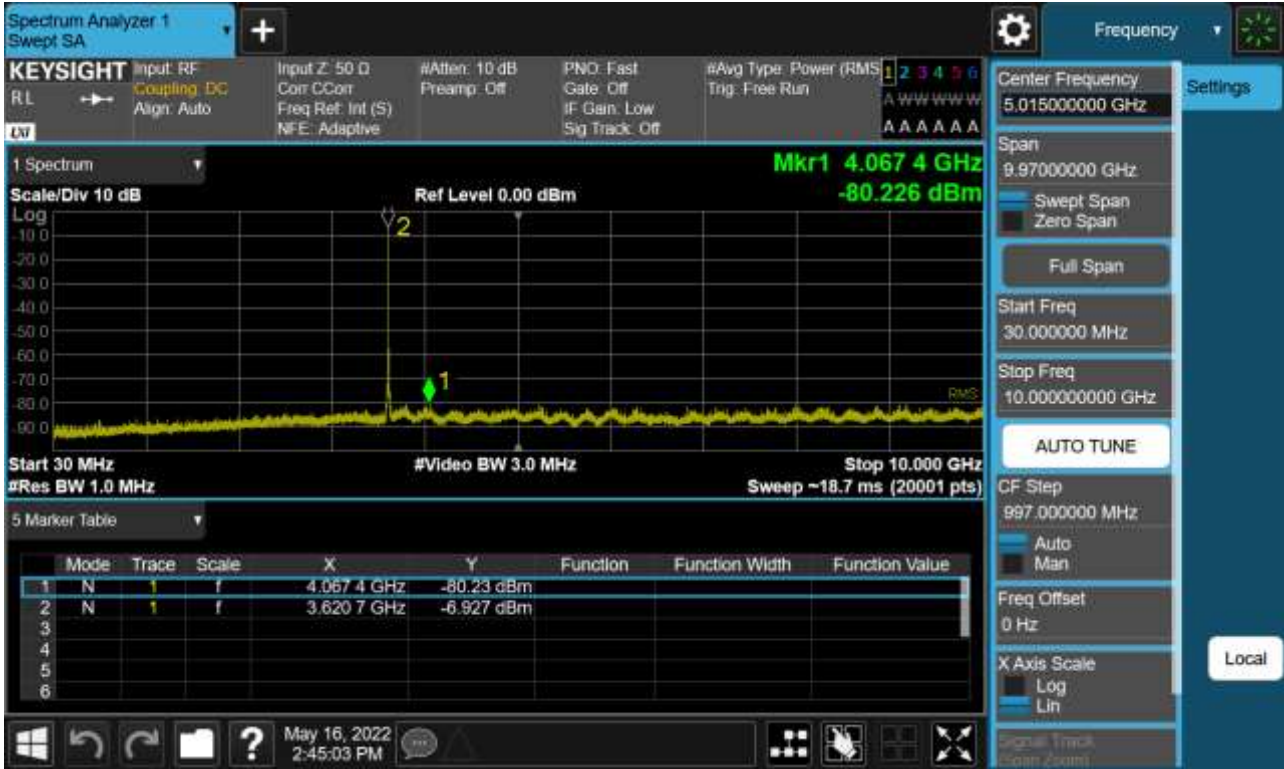 Spectrum Analyzer 1
Swept SA
Frequency
KEYSIGHT
RL
LXI
Input: RF
Coupling: DC
Align: Auto
Input Z: 50 Ω
Corr CCorr
Freq Ref: Int (S)
NFE: Adaptive
#Atten: 10 dB
Preamp: Off
PNO: Fast
Gate: Off
IF Gain: Low
Sig Track: Off
#Avg Type: Power (RMS
Trig: Free Run
1 2 3 4 5 6
A W W W W W
A A A A A A
1 Spectrum
Scale/Div 10 dB
Ref Level 0.00 dBm
Mkr1 4.067 4 GHz
-80.226 dBm
Log
-10.0
-20.0
-30.0
-40.0
-50.0
-60.0
-70.0
-80.0
-90.0
2
1
RMS
Start 30 MHz
#Video BW 3.0 MHz
Stop 10.000 GHz
#Res BW 1.0 MHz
Sweep ~18.7 ms (20001 pts)
5 Marker Table
Mode Trace Scale X Y Function Function Width Function Value
1 N 1 f 4.067 4 GHz -80.23 dBm
2 N 1 f 3.620 7 GHz -6.927 dBm
3
4
5
6
May 16, 2022
2:45:03 PM
Center Frequency
5.015000000 GHz
Settings
Span
9.97000000 GHz
Swept Span
Zero Span
Full Span
Start Freq
30.000000 MHz
Stop Freq
10.000000000 GHz
AUTO TUNE
CF Step
997.000000 MHz
Auto
Man
Freq Offset
0 Hz
X Axis Scale
Log
Lin
Local
Signal Track
(Span Zoom)